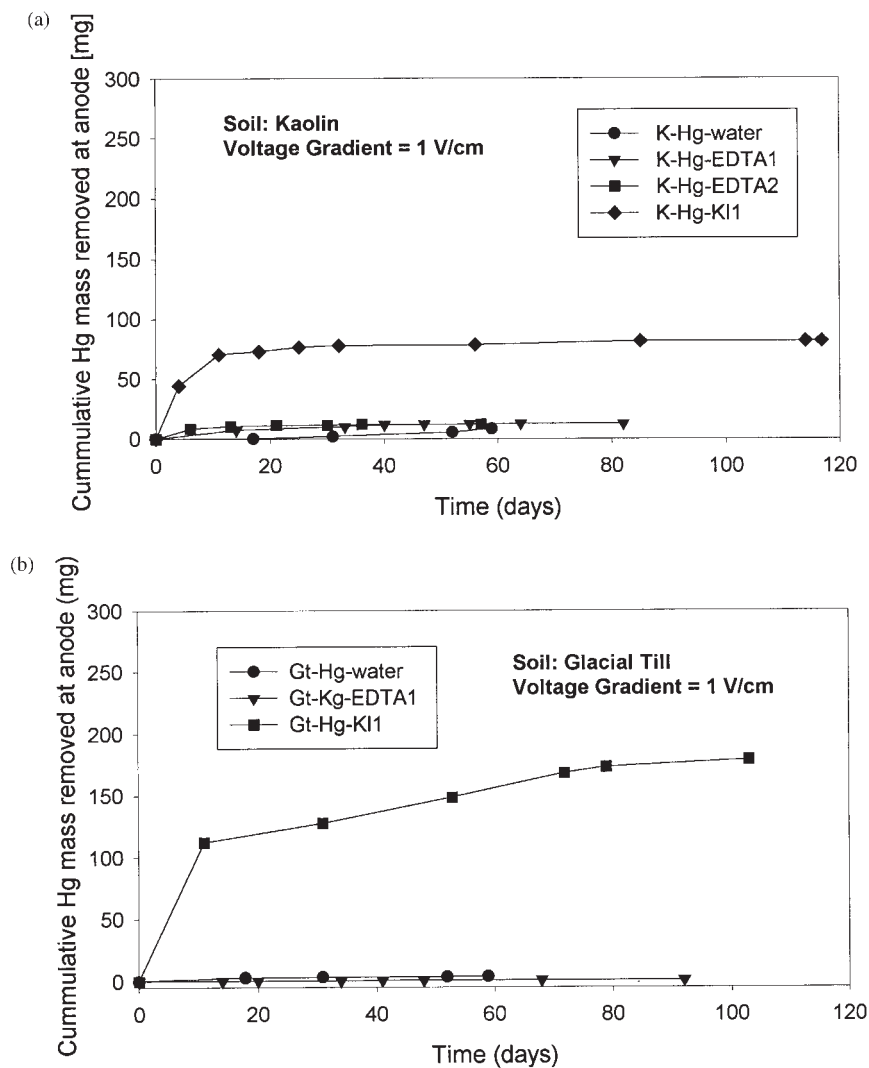 (a)
Cummulative Hg mass removed at anode [mg]
300
250
200
150
100
50
0
Soil: Kaolin
Voltage Gradient = 1 V/cm
K-Hg-water
K-Hg-EDTA1
K-Hg-EDTA2
K-Hg-KI1
0 20 40 60 80 100 120
Time (days)
(b)
Cummulative Hg mass removed at anode (mg)
300
250
200
150
100
50
0
Gt-Hg-water
Gt-Kg-EDTA1
Gt-Hg-KI1
Soil: Glacial Till
Voltage Gradient = 1 V/cm
0 20 40 60 80 100 120
Time (days)